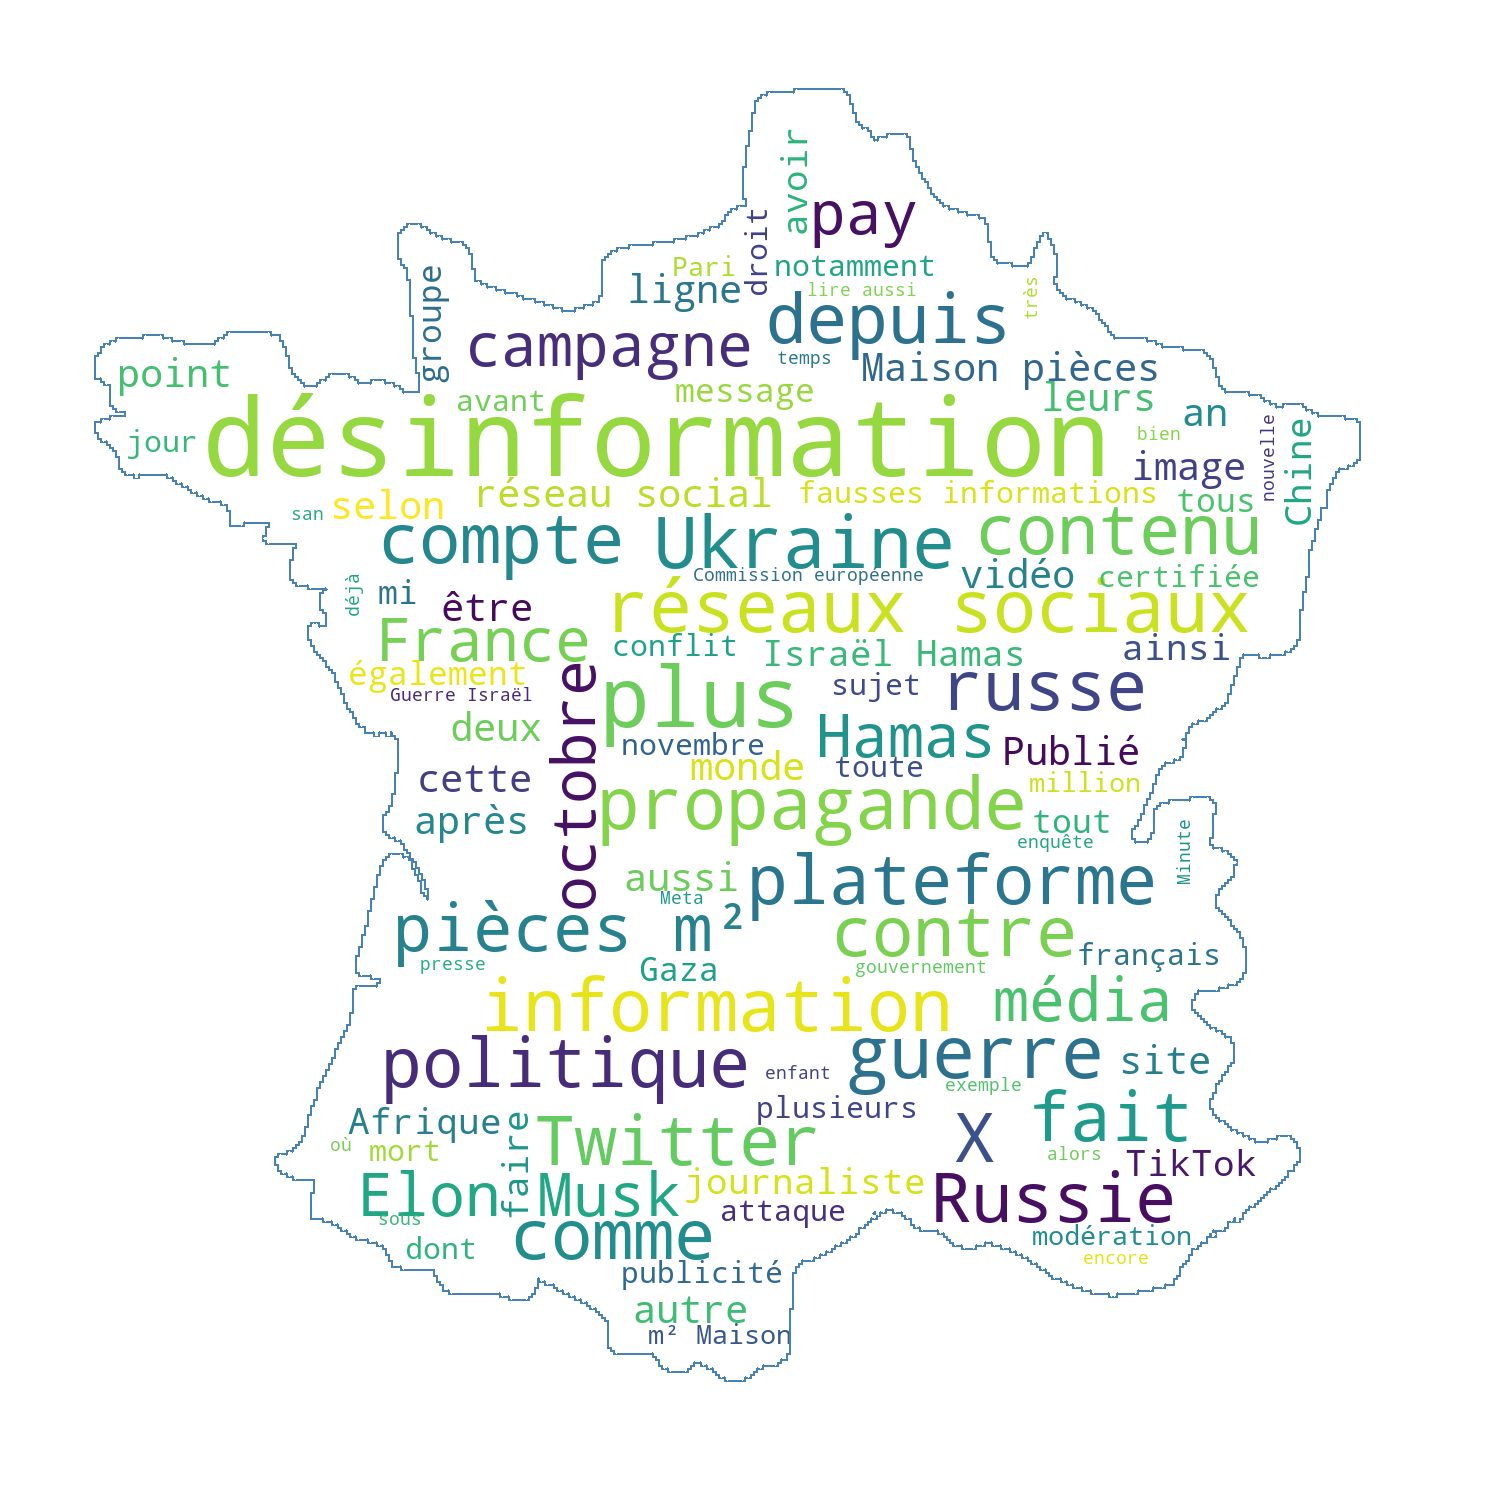 avoir
pay
droit
Pari
notamment
ligne
lire aussi
très
groupe
depuis
campagne
temps
Maison pièces
point
message
avant
leurs
an
désinformation
bien
nouvelle
Chine
jour
image
réseau social
fausses informations
tous
selon
san
compte
Ukraine
contenu
Commission européenne
vidéo
certifiée
déjà
mi
être
réseaux sociaux
France
conflit
Israël Hamas
ainsi
également
Guerre Israël
octobre
plus
sujet
russe
deux
novembre
Hamas
Publié
cette
monde
toute
million
après
propagande
tout
enquête
Minute
aussi
Meta
plateforme
pièces m²
contre
français
presse
Gaza
gouvernement
information
média
politique
enfant
guerre
site
exemple
Afrique
plusieurs
X
fait
où
mort
faire
Twitter
alors
TikTok
Elon Musk
journaliste
Russie
sous
attaque
comme
dont
modération
encore
publicité
autre
m² Maison